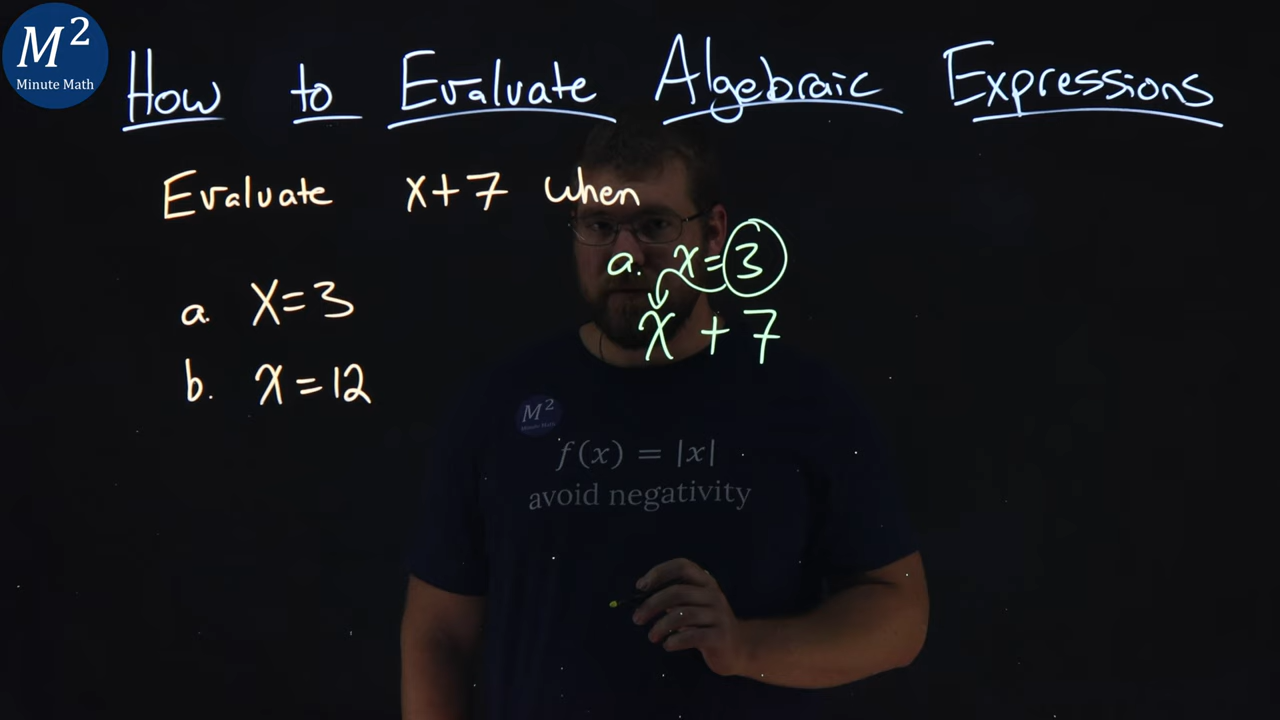 M²
Minute Math
How to Evaluate Algebraic Expressions
Evaluate x+7 when
a. x=3
b. x=12
a. x=3
x + 7
M²
Minute Math
f(x) = |x|
avoid negativity